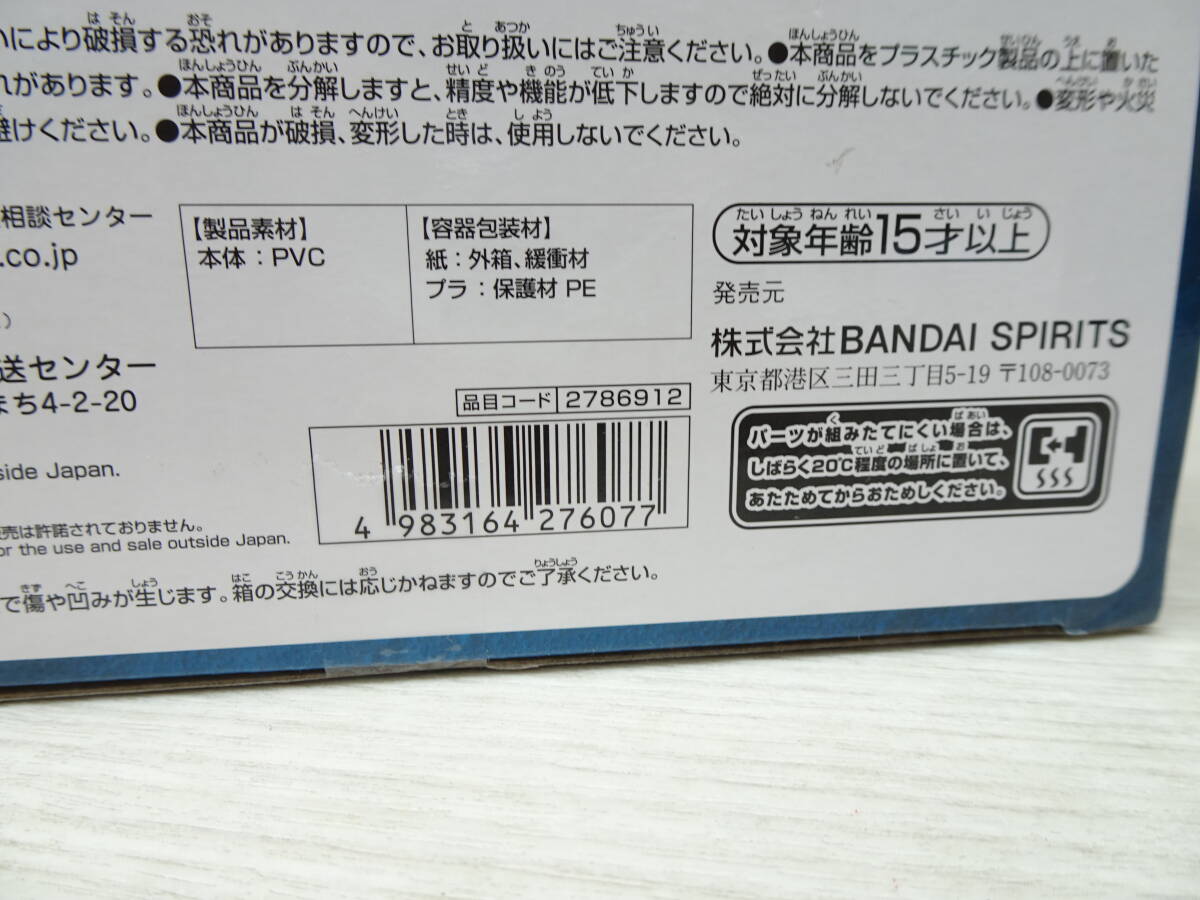 いにより破損する恐れがありますので、お取り扱いにはご注意ください。●本商品をプラスチック製品の上に置いた
れがあります。●本商品を分解しますと、精度や機能が低下しますので絶対に分解しないでください。●変形や火災
避けください。●本商品が破損、変形した時は、使用しないでください。
相談センター
.co.jp
送センター
まち4-2-20
side Japan.
売は許諾されておりません。
or the use and sale outside Japan.
で傷や凹みが生じます。箱の交換には応じかねますのでご了承ください。
【製品素材】
本体：PVC
【容器包装材】
紙：外箱、緩衝材
プラ：保護材 PE
品目コード 2786912
4 983164 276077
対象年齢15才以上
発売元
株式会社BANDAI SPIRITS
東京都港区三田三丁目5-19 〒108-0073
パーツが組みたてにくい場合は、
しばらく20℃程度の場所に置いて、
あたためてからおためしください。